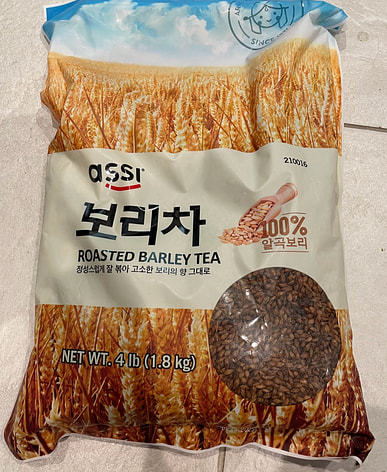 SINCE
210016
assi
보리차
100%
알곡보리
ROASTED BARLEY TEA
정성스럽게 잘 볶아 고소한 보리의 향 그대로
NET WT. 4 lb (1.8 kg)